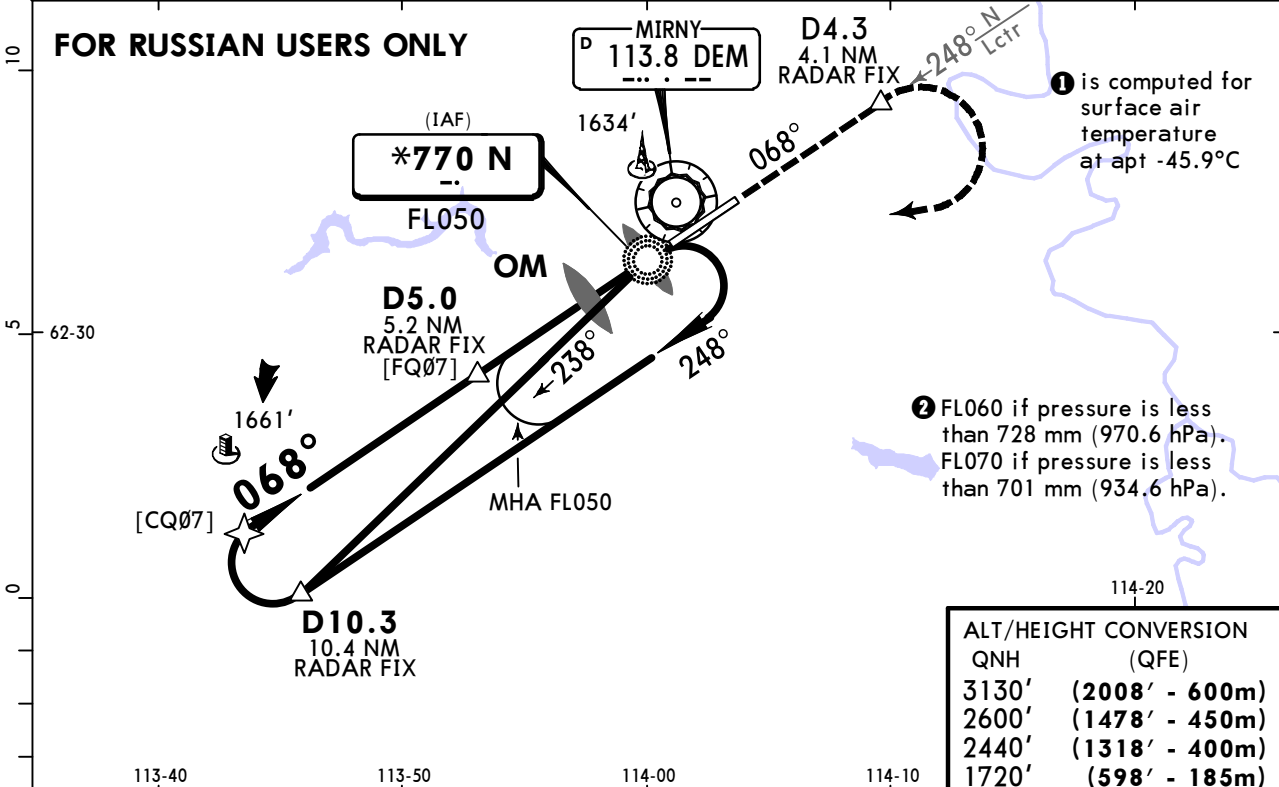 FOR RUSSIAN USERS ONLY
MIRNY
D 113.8 DEM
D4.3
4.1 NM
RADAR FIX
248° N
Lctr
❶ is computed for
surface air
temperature
at apt -45.9°C
(IAF)
*770 N
FL050
1634'
068°
OM
D5.0
5.2 NM
RADAR FIX
[FQ07]
238°
248°
1661'
068°
[CQ07]
MHA FL050
❷ FL060 if pressure is less
than 728 mm (970.6 hPa).
FL070 if pressure is less
than 701 mm (934.6 hPa).
D10.3
10.4 NM
RADAR FIX
10
5
0
62-30
114-20
ALT/HEIGHT CONVERSION
QNH (QFE)
3130' (2008' - 600m)
2600' (1478' - 450m)
2440' (1318' - 400m)
1720' (598' - 185m)
113-40 113-50 114-00 114-10